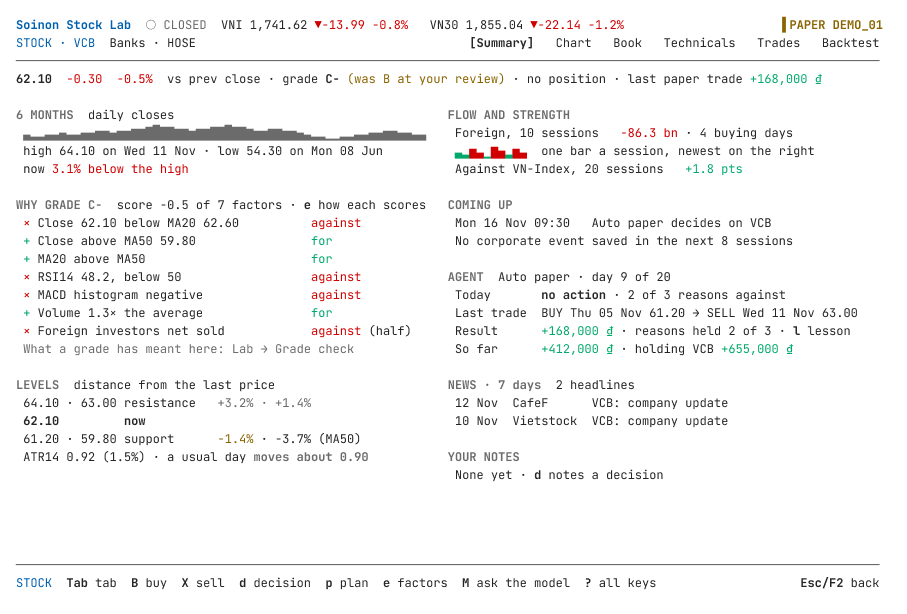 Soinon Stock Lab ○ CLOSED VNI 1,741.62 ▼-13.99 -0.8% VN30 1,855.04 ▼-22.14 -1.2% PAPER DEMO_01
STOCK · VCB Banks · HOSE [Summary] Chart Book Technicals Trades Backtest
62.10 -0.30 -0.5% vs prev close · grade C- (was B at your review) · no position · last paper trade +168,000 ₫
6 MONTHS daily closes
high 64.10 on Wed 11 Nov · low 54.30 on Mon 08 Jun
now 3.1% below the high
WHY GRADE C- score -0.5 of 7 factors · e how each scores
× Close 62.10 below MA20 62.60 against
+ Close above MA50 59.80 for
+ MA20 above MA50 for
× RSI14 48.2, below 50 against
× MACD histogram negative against
+ Volume 1.3× the average for
× Foreign investors net sold against (half)
What a grade has meant here: Lab → Grade check
LEVELS distance from the last price
64.10 · 63.00 resistance +3.2% · +1.4%
62.10 now
61.20 · 59.80 support -1.4% · -3.7% (MA50)
ATR14 0.92 (1.5%) · a usual day moves about 0.90
FLOW AND STRENGTH
Foreign, 10 sessions -86.3 bn · 4 buying days
one bar a session, newest on the right
Against VN-Index, 20 sessions +1.8 pts
COMING UP
Mon 16 Nov 09:30 Auto paper decides on VCB
No corporate event saved in the next 8 sessions
AGENT Auto paper · day 9 of 20
Today no action · 2 of 3 reasons against
Last trade BUY Thu 05 Nov 61.20 → SELL Wed 11 Nov 63.00
Result +168,000 ₫ · reasons held 2 of 3 · l lesson
So far +412,000 ₫ · holding VCB +655,000 ₫
NEWS · 7 days 2 headlines
12 Nov CafeF VCB: company update
10 Nov Vietstock VCB: company update
YOUR NOTES
None yet · d notes a decision
STOCK Tab tab B buy X sell d decision p plan e factors M ask the model ? all keys Esc/F2 back